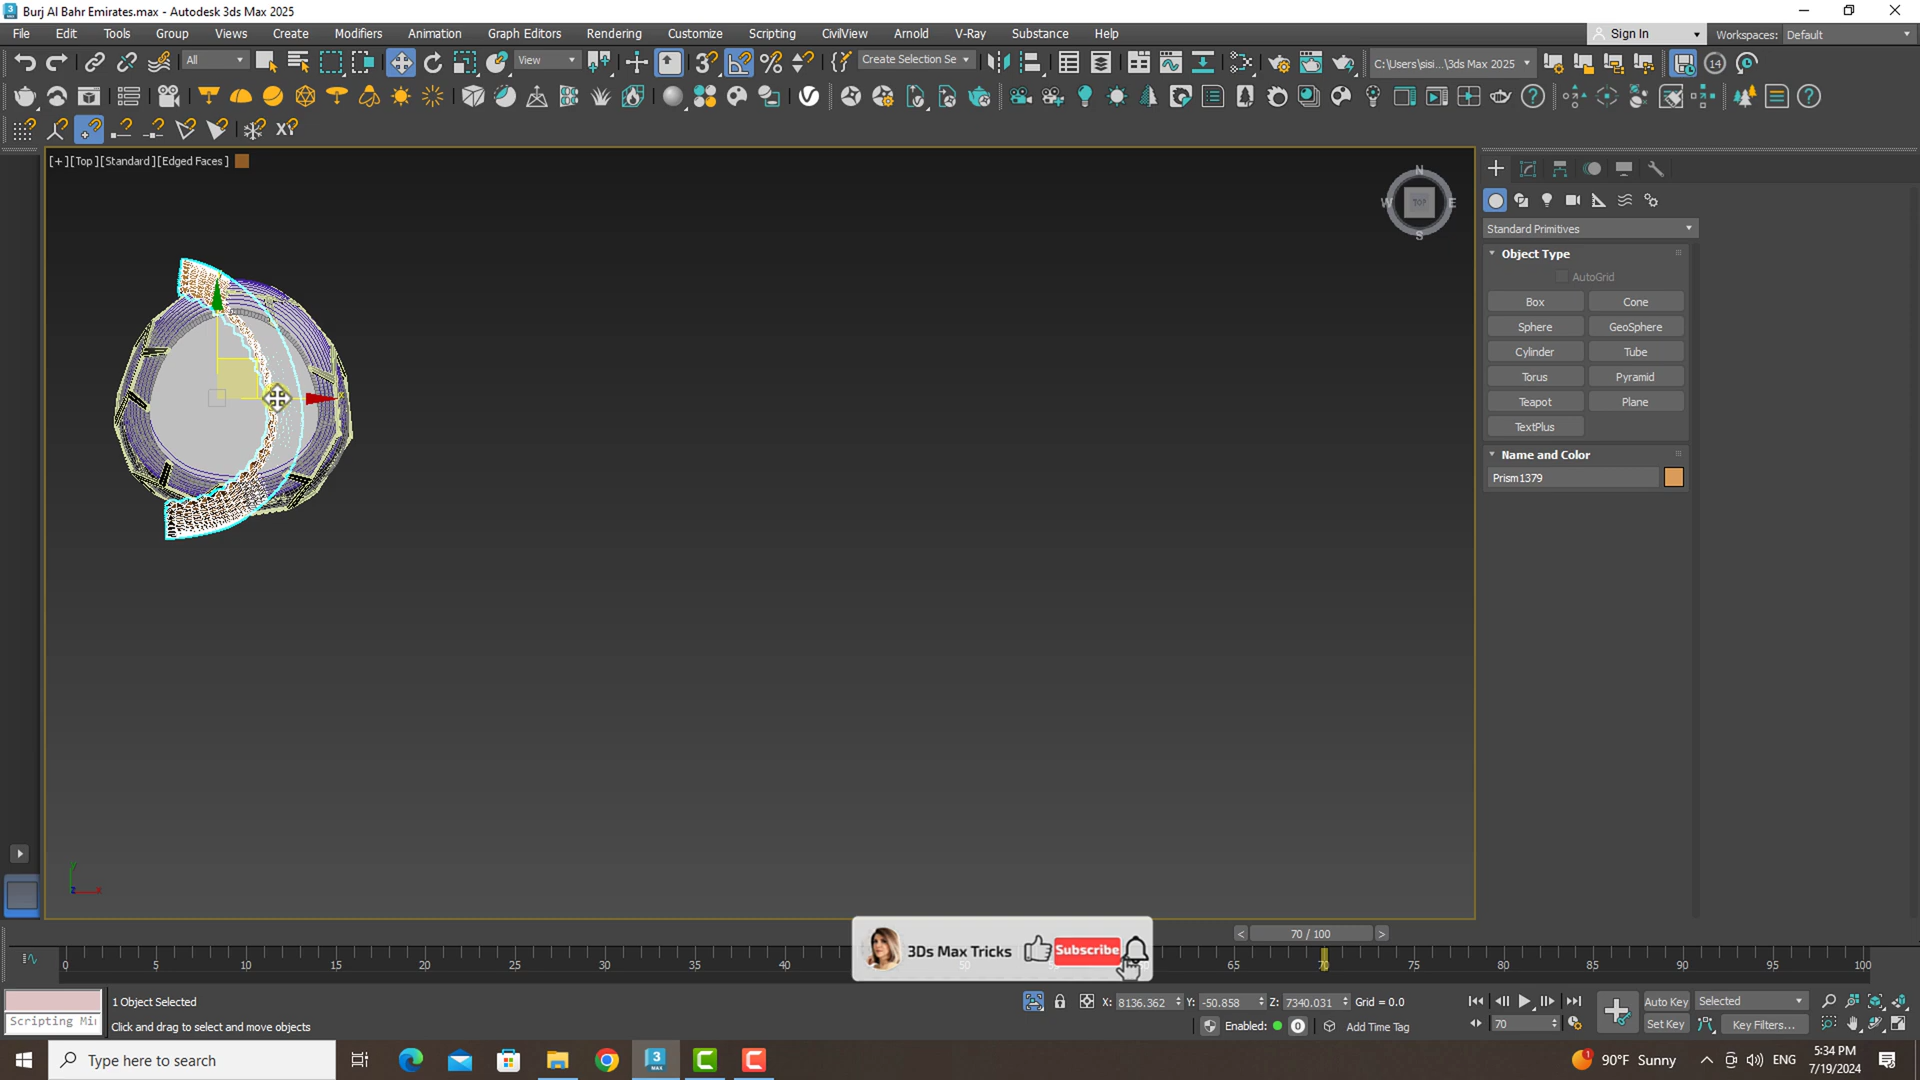 Burj Al Bahr Emirates.max - Autodesk 3ds Max 2025
File Edit Tools Group Views Create Modifiers Animation Graph Editors Rendering Customize Scripting CivilView Arnold V-Ray Substance Help
Sign In Workspaces: Default
All View Create Selection Se C:\Users\sisi...\3ds Max 2025 14
XY
[+][Top][Standard][Edged Faces]
N
W TOP E
S
Standard Primitives
Object Type
AutoGrid
Box Cone
Sphere GeoSphere
Cylinder Tube
Torus Pyramid
Teapot Plane
TextPlus
Name and Color
Prism1379
< 70 / 100 >
3Ds Max Tricks Subscribe
0 5 10 15 20 25 30 35 40 65 70 75 80 85 90 95 100
1 Object Selected
X: 8136.362 Y: -50.858 Z: 7340.031 Grid = 0.0
Auto Key Selected
Scripting Mi
Click and drag to select and move objects
Enabled: 0 Add Time Tag
70 Set Key Key Filters...
Type here to search
3 MAX
90°F Sunny
ENG
5:34 PM
7/19/2024